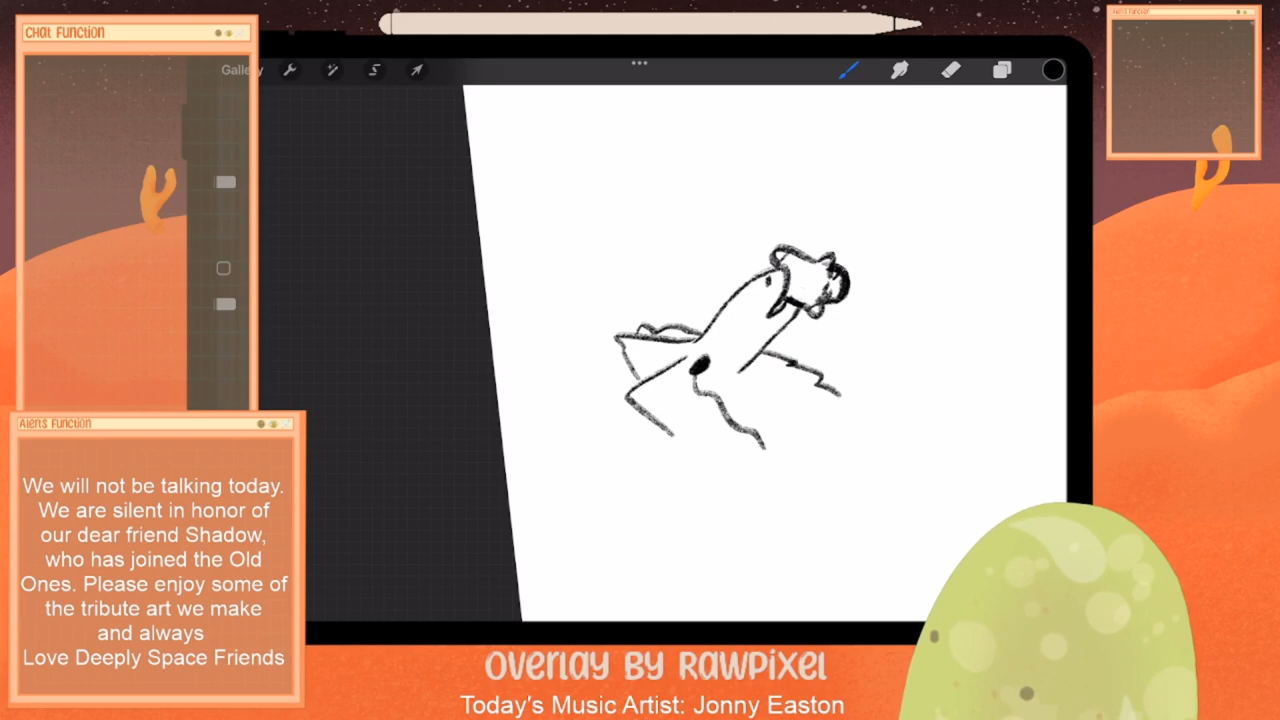 Chat Function
Gallery
Alerts Function
We will not be talking today.
We are silent in honor of
our dear friend Shadow,
who has joined the Old
Ones. Please enjoy some of
the tribute art we make
and always
Love Deeply Space Friends
Overlay by Rawpixel
Today's Music Artist: Jonny Easton